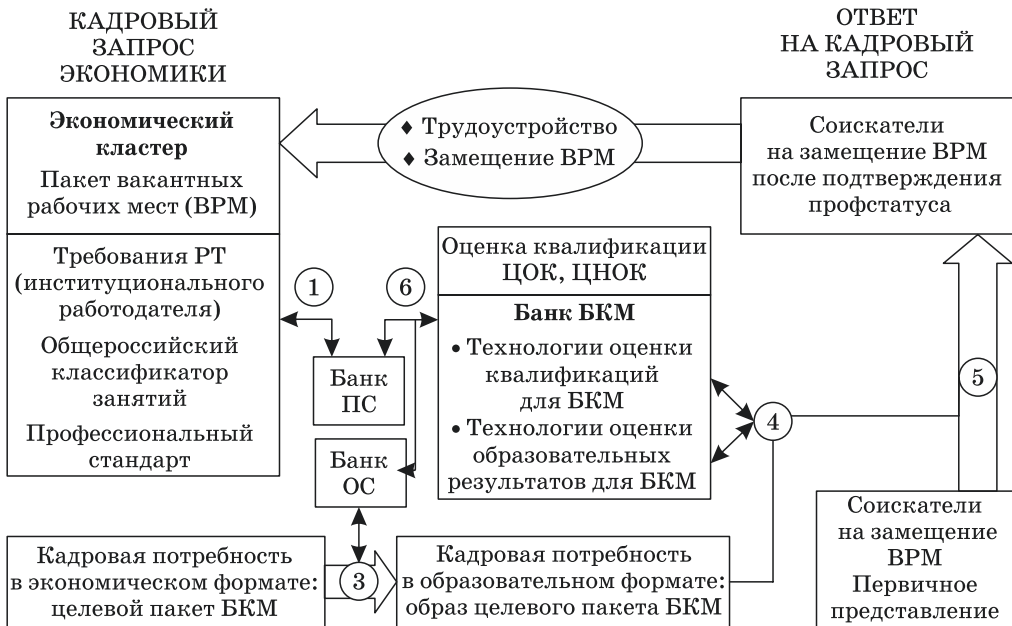 КАДРОВЫЙ
ЗАПРОС
ЭКОНОМИКИ
ОТВЕТ
НА КАДРОВЫЙ
ЗАПРОС
Экономический
кластер
Пакет вакантных
рабочих мест (ВРМ)
♦ Трудоустройство
♦ Замещение ВРМ
Соискатели
на замещение ВРМ
после подтверждения
профстатуса
Требования РТ
(институционального
работодателя)
Общероссийский
классификатор
занятий
Профессиональный
стандарт
1
6
Банк
ПС
Банк
ОС
Оценка квалификации
ЦОК, ЦНОК
Банк БКМ
• Технологии оценки
квалификаций
для БКМ
• Технологии оценки
образовательных
результатов для БКМ
4
5
Кадровая потребность
в экономическом формате:
целевой пакет БКМ
3
Кадровая потребность
в образовательном формате:
образ целевого пакета БКМ
Соискатели
на замещение
ВРМ
Первичное
представление